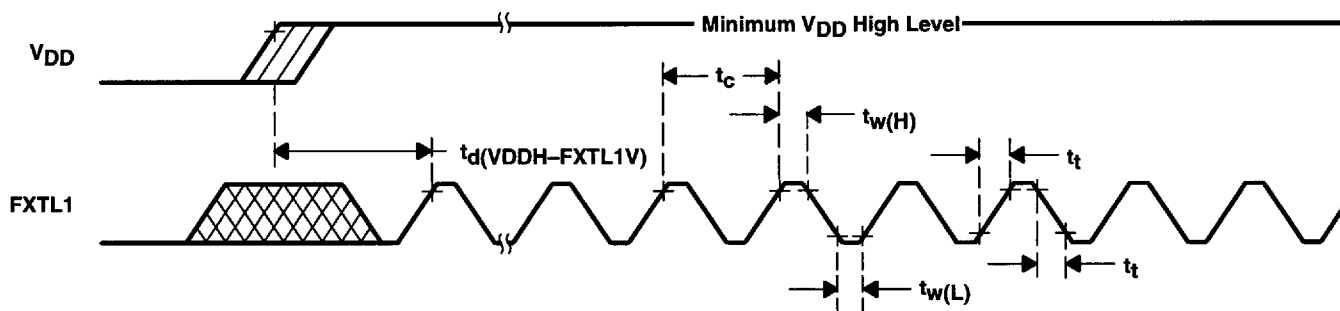 Minimum VDD High Level
VDD
tc
tw(H)
td(VDDH–FXTL1V)
tt
FXTL1
tt
tw(L)